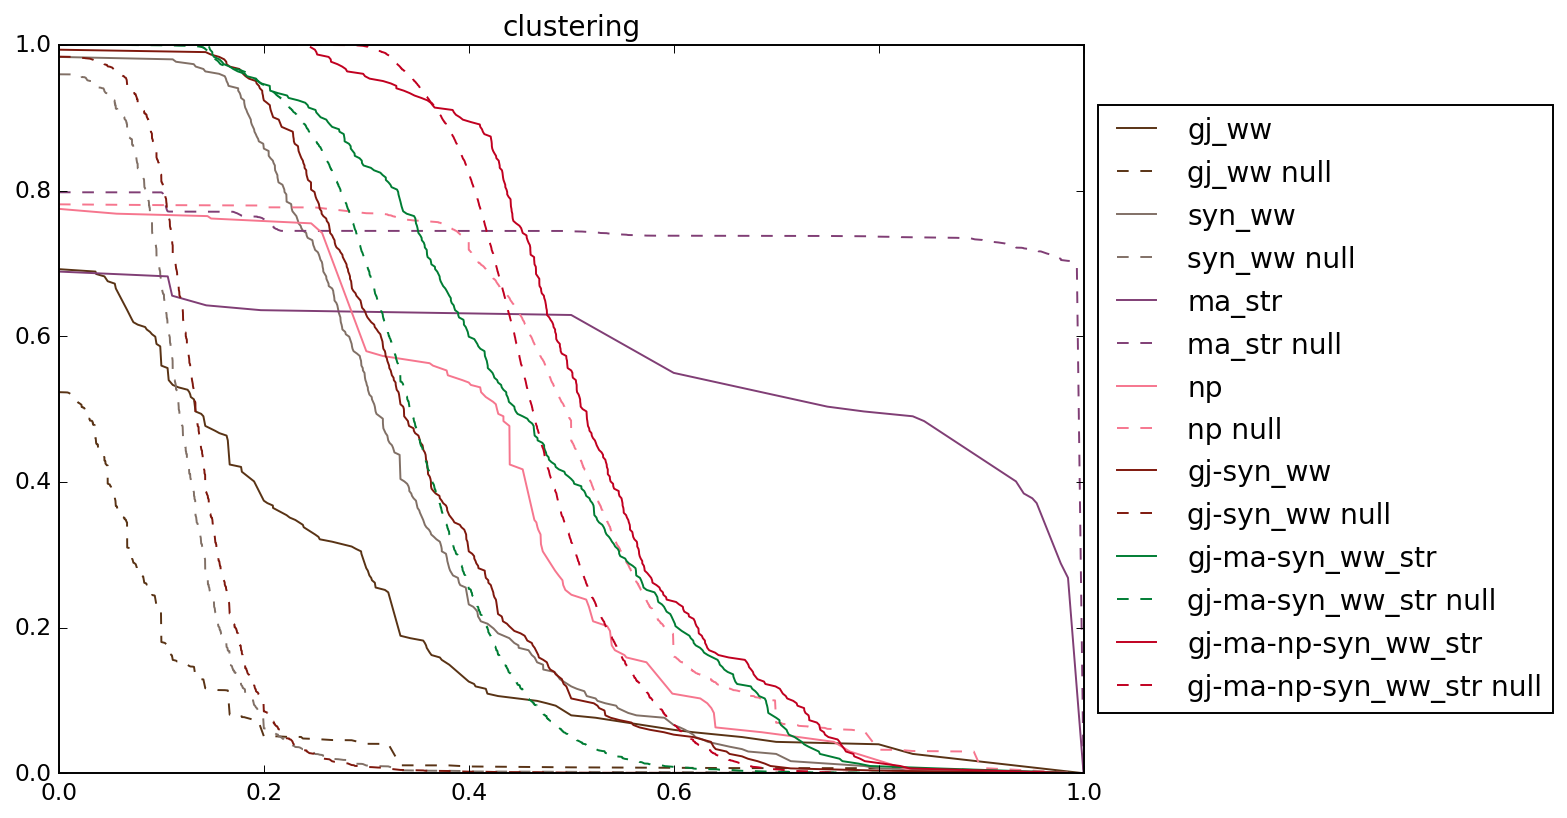 clustering
1.0
0.8
0.6
0.4
0.2
0.0
0.0 0.2 0.4 0.6 0.8 1.0
gj_ww
gj_ww null
syn_ww
syn_ww null
ma_str
ma_str null
np
np null
gj-syn_ww
gj-syn_ww null
gj-ma-syn_ww_str
gj-ma-syn_ww_str null
gj-ma-np-syn_ww_str
gj-ma-np-syn_ww_str null